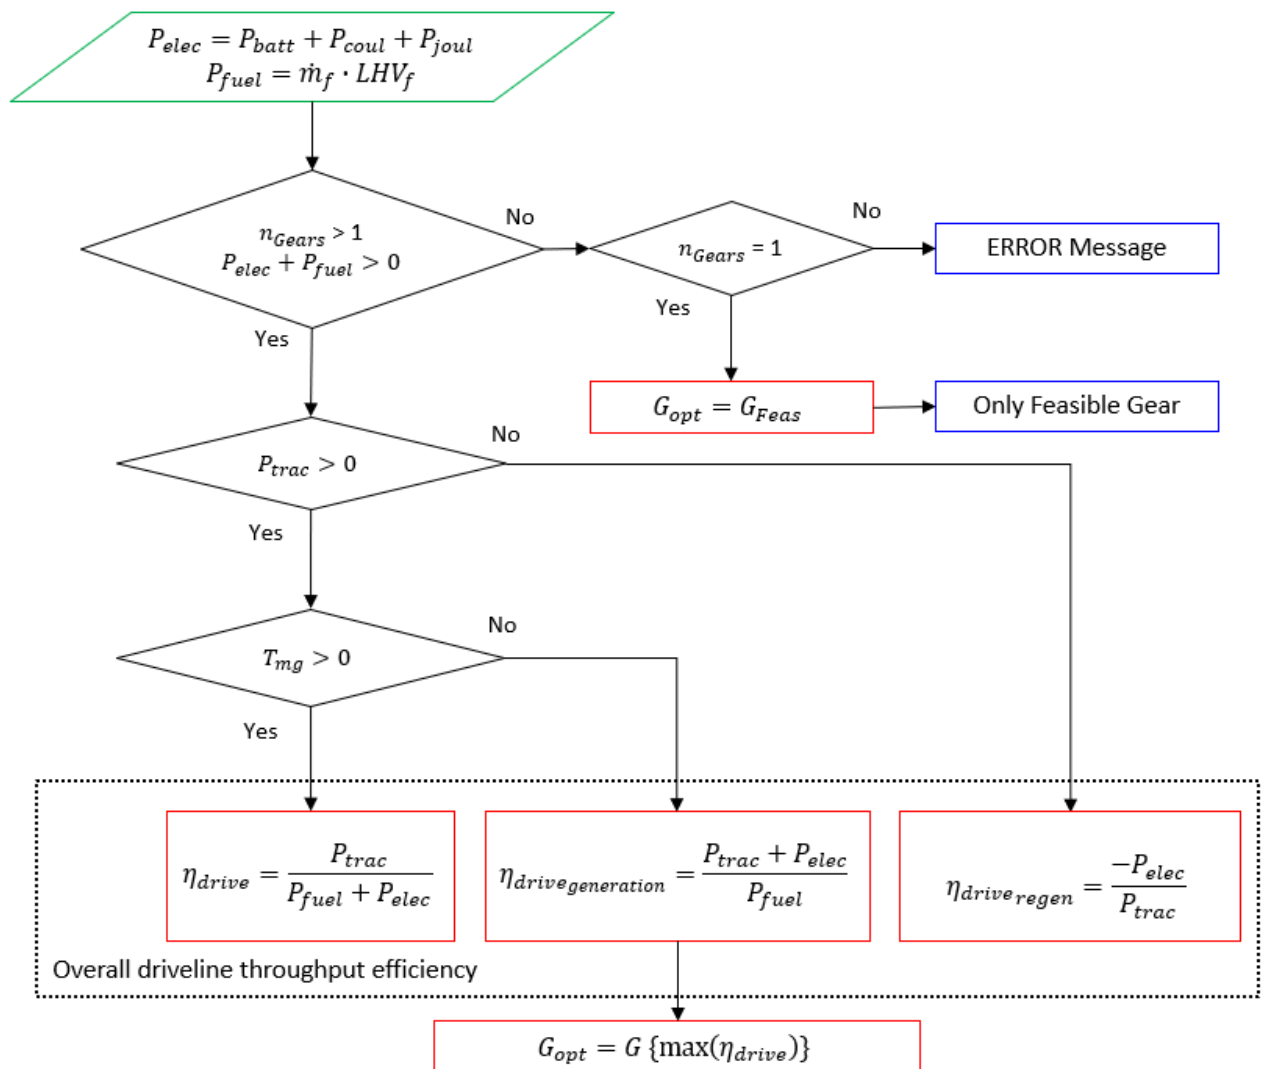 P_elec = P_batt + P_coul + P_joul
P_fuel = ṁ_f · LHV_f
n_Gears > 1
P_elec + P_fuel > 0
No
n_Gears = 1
No
ERROR Message
Yes
Yes
G_opt = G_Feas
Only Feasible Gear
P_trac > 0
No
Yes
T_mg > 0
No
Yes
η_drive = P_trac / (P_fuel + P_elec)
η_drive_generation = (P_trac + P_elec) / P_fuel
η_drive_regen = -P_elec / P_trac
Overall driveline throughput efficiency
G_opt = G {max(η_drive)}